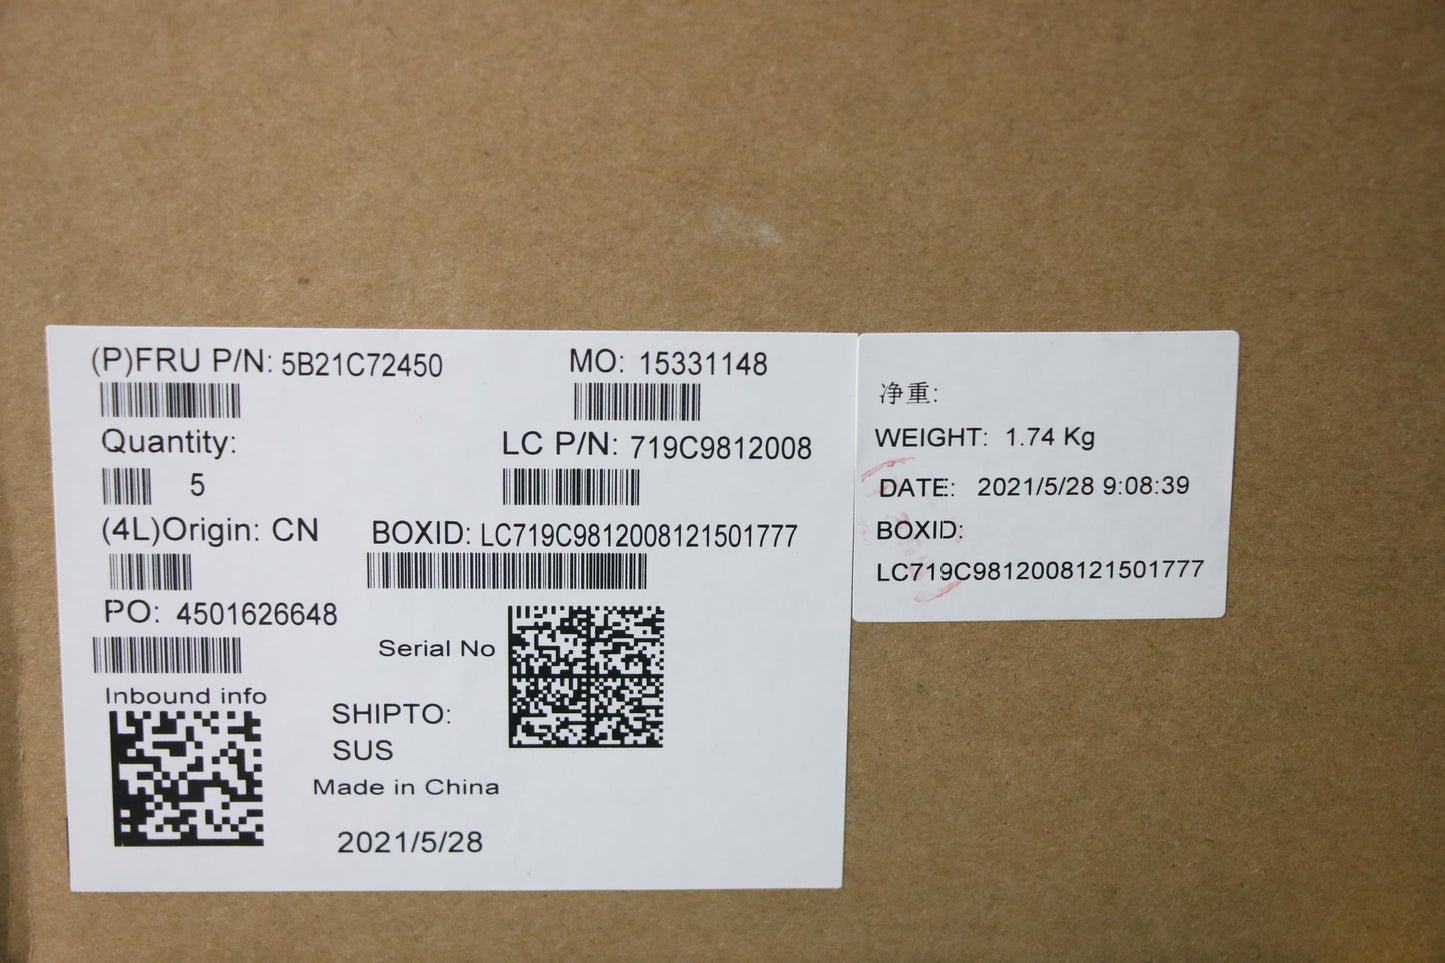 (P)FRU P/N: 5B21C72450
MO: 15331148
Quantity:
5
LC P/N: 719C9812008
(4L)Origin: CN
BOXID: LC719C9812008121501777
PO: 4501626648
Serial No
Inbound info
SHIPTO:
SUS
Made in China
2021/5/28
净重:
WEIGHT: 1.74 Kg
DATE: 2021/5/28 9:08:39
BOXID:
LC719C9812008121501777